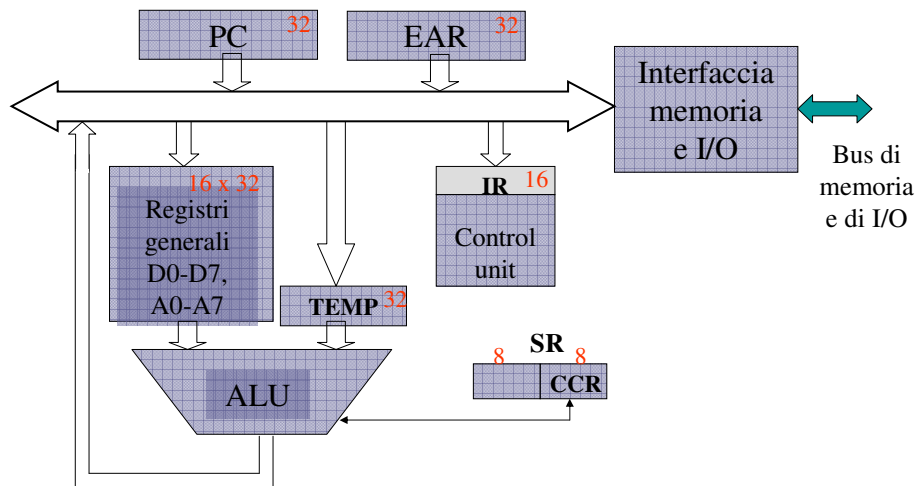 PC
32
EAR
32
Interfaccia
memoria
e I/O
Bus di
memoria
e di I/O
16 x 32
Registri
generali
D0-D7,
A0-A7
IR
16
Control
unit
TEMP
32
SR
8
8
CCR
ALU